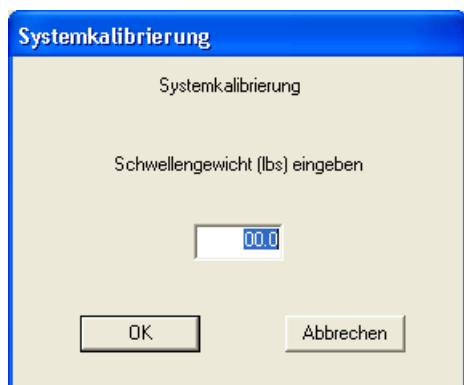 Systemkalibrierung
Systemkalibrierung
Schwellengewicht (lbs) eingeben
00.0
OK Abbrechen